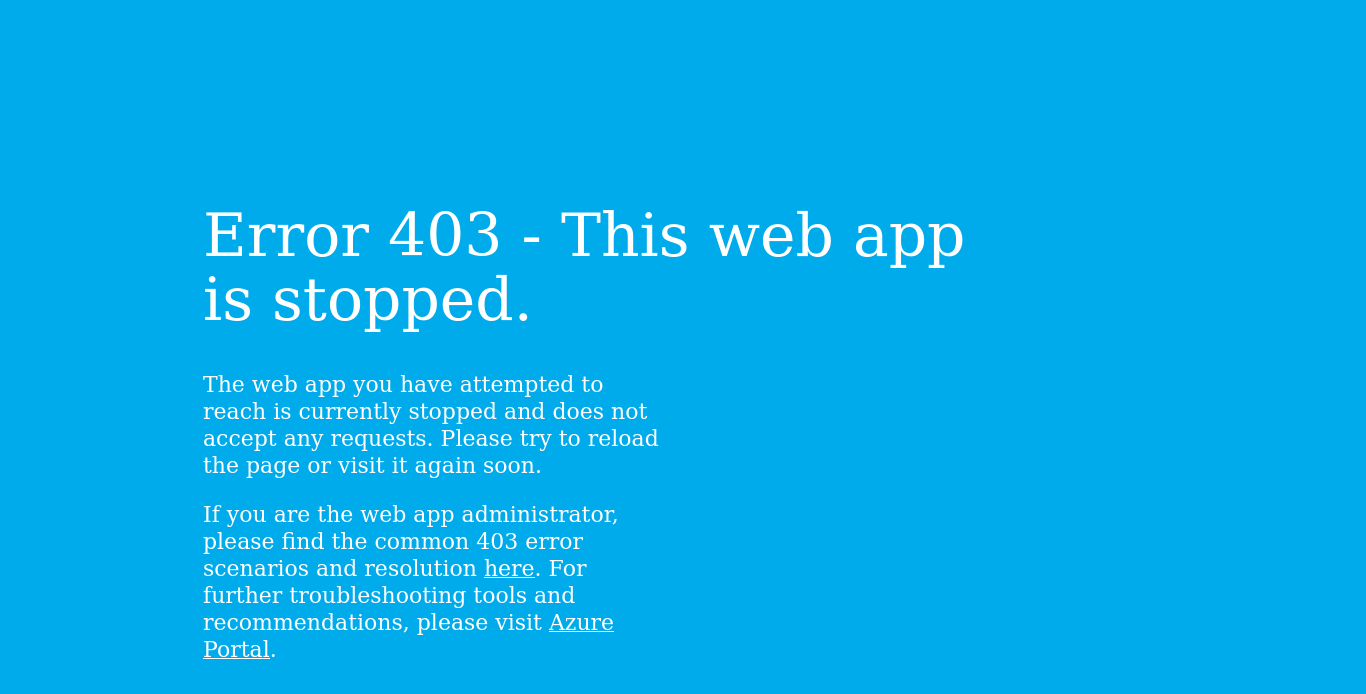 Error 403 - This web app
is stopped.
The web app you have attempted to
reach is currently stopped and does not
accept any requests. Please try to reload
the page or visit it again soon.
If you are the web app administrator,
please find the common 403 error
scenarios and resolution here. For
further troubleshooting tools and
recommendations, please visit Azure
Portal.